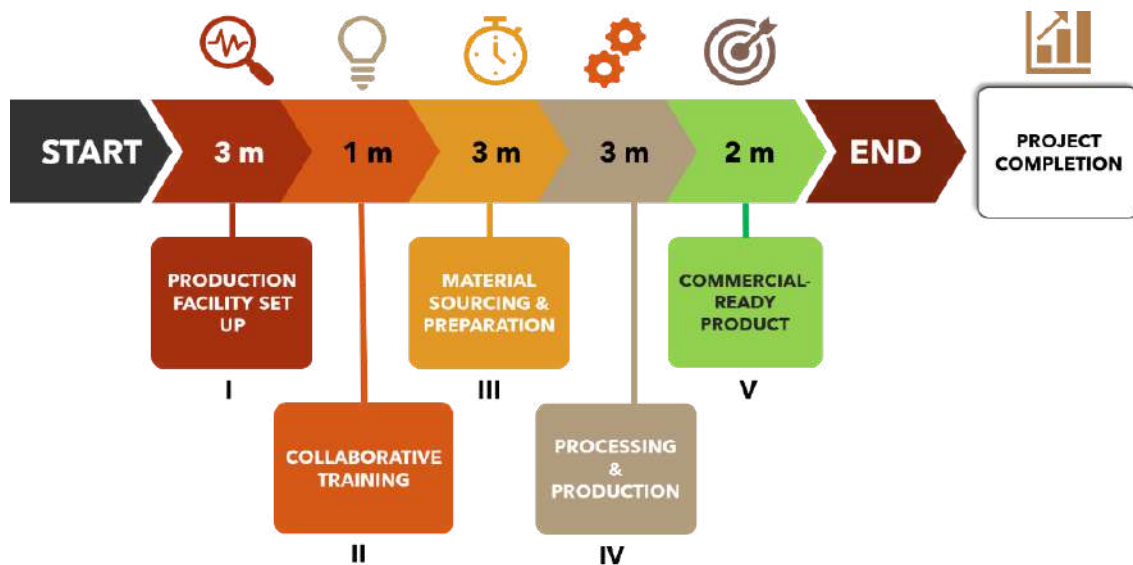 START
3 m
1 m
3 m
3 m
2 m
END
PROJECT
COMPLETION
PRODUCTION
FACILITY SET
UP
I
COLLABORATIVE
TRAINING
II
MATERIAL
SOURCING &
PREPARATION
III
PROCESSING
&
PRODUCTION
IV
COMMERCIAL-
READY
PRODUCT
V